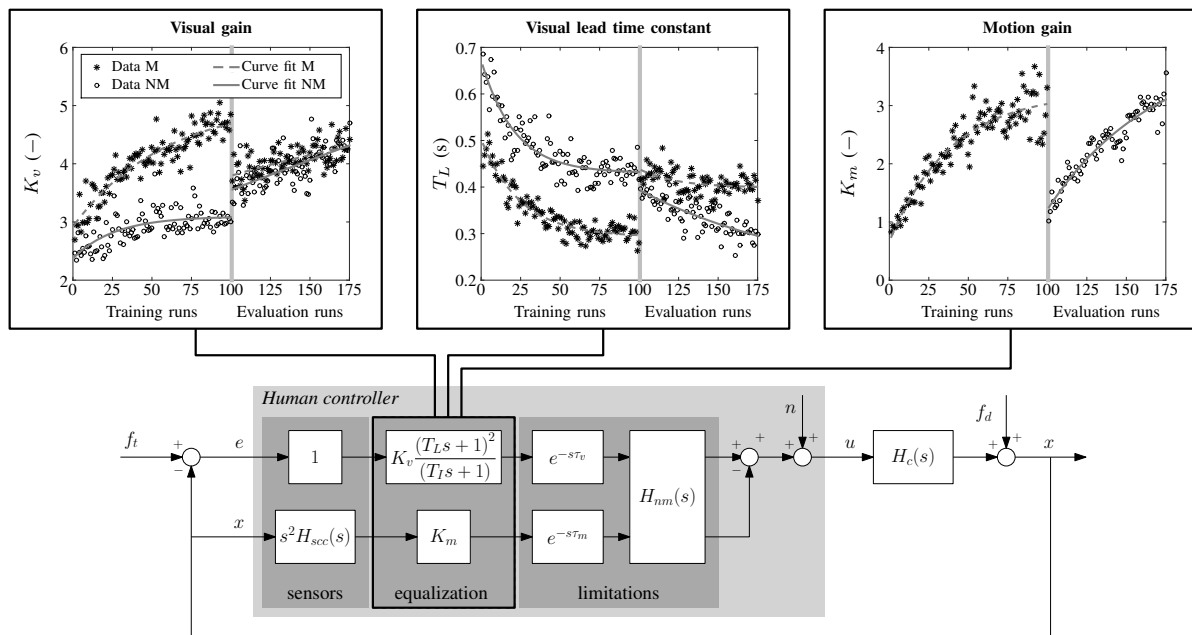 Visual gain
6
5
4
3
2
K_v (−)
Data M
Data NM
Curve fit M
Curve fit NM
0 25 50 75 100 125 150 175
Training runs Evaluation runs
Visual lead time constant
0.7
0.6
0.5
0.4
0.3
0.2
T_L (s)
0 25 50 75 100 125 150 175
Training runs Evaluation runs
Motion gain
4
3
2
1
0
K_m (−)
0 25 50 75 100 125 150 175
Training runs Evaluation runs
Human controller
f_t
+
−
e
1
K_v (T_L s + 1)^2 / (T_I s + 1)
e^{−sτ_v}
H_{nm}(s)
+
−
+
n
+
+
u
H_c(s)
f_d
+
+
x
x
s^2 H_{scc}(s)
K_m
e^{−sτ_m}
sensors
equalization
limitations